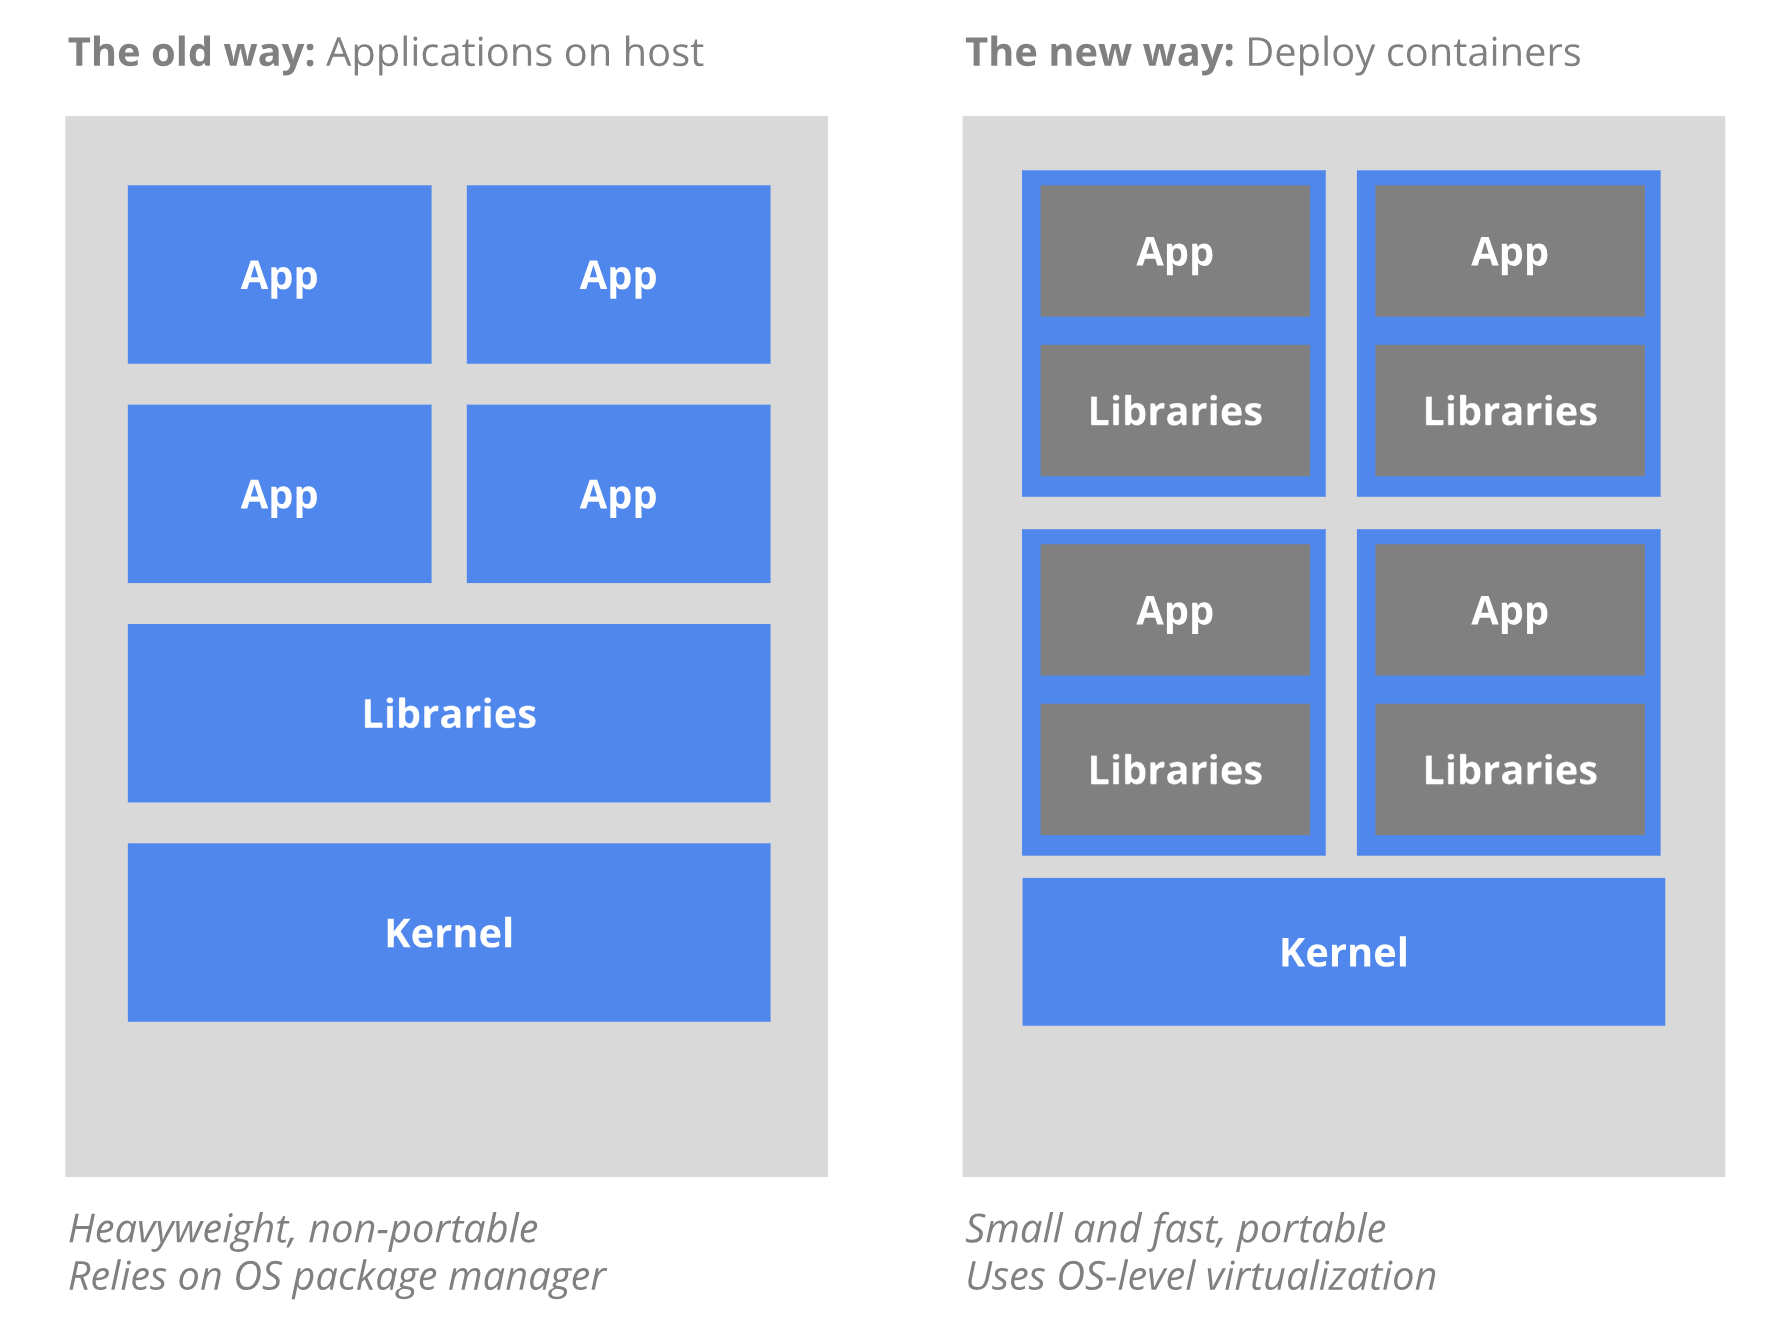 The old way: Applications on host
App
App
App
App
Libraries
Kernel
Heavyweight, non-portable
Relies on OS package manager
The new way: Deploy containers
App
App
Libraries
Libraries
App
App
Libraries
Libraries
Kernel
Small and fast, portable
Uses OS-level virtualization